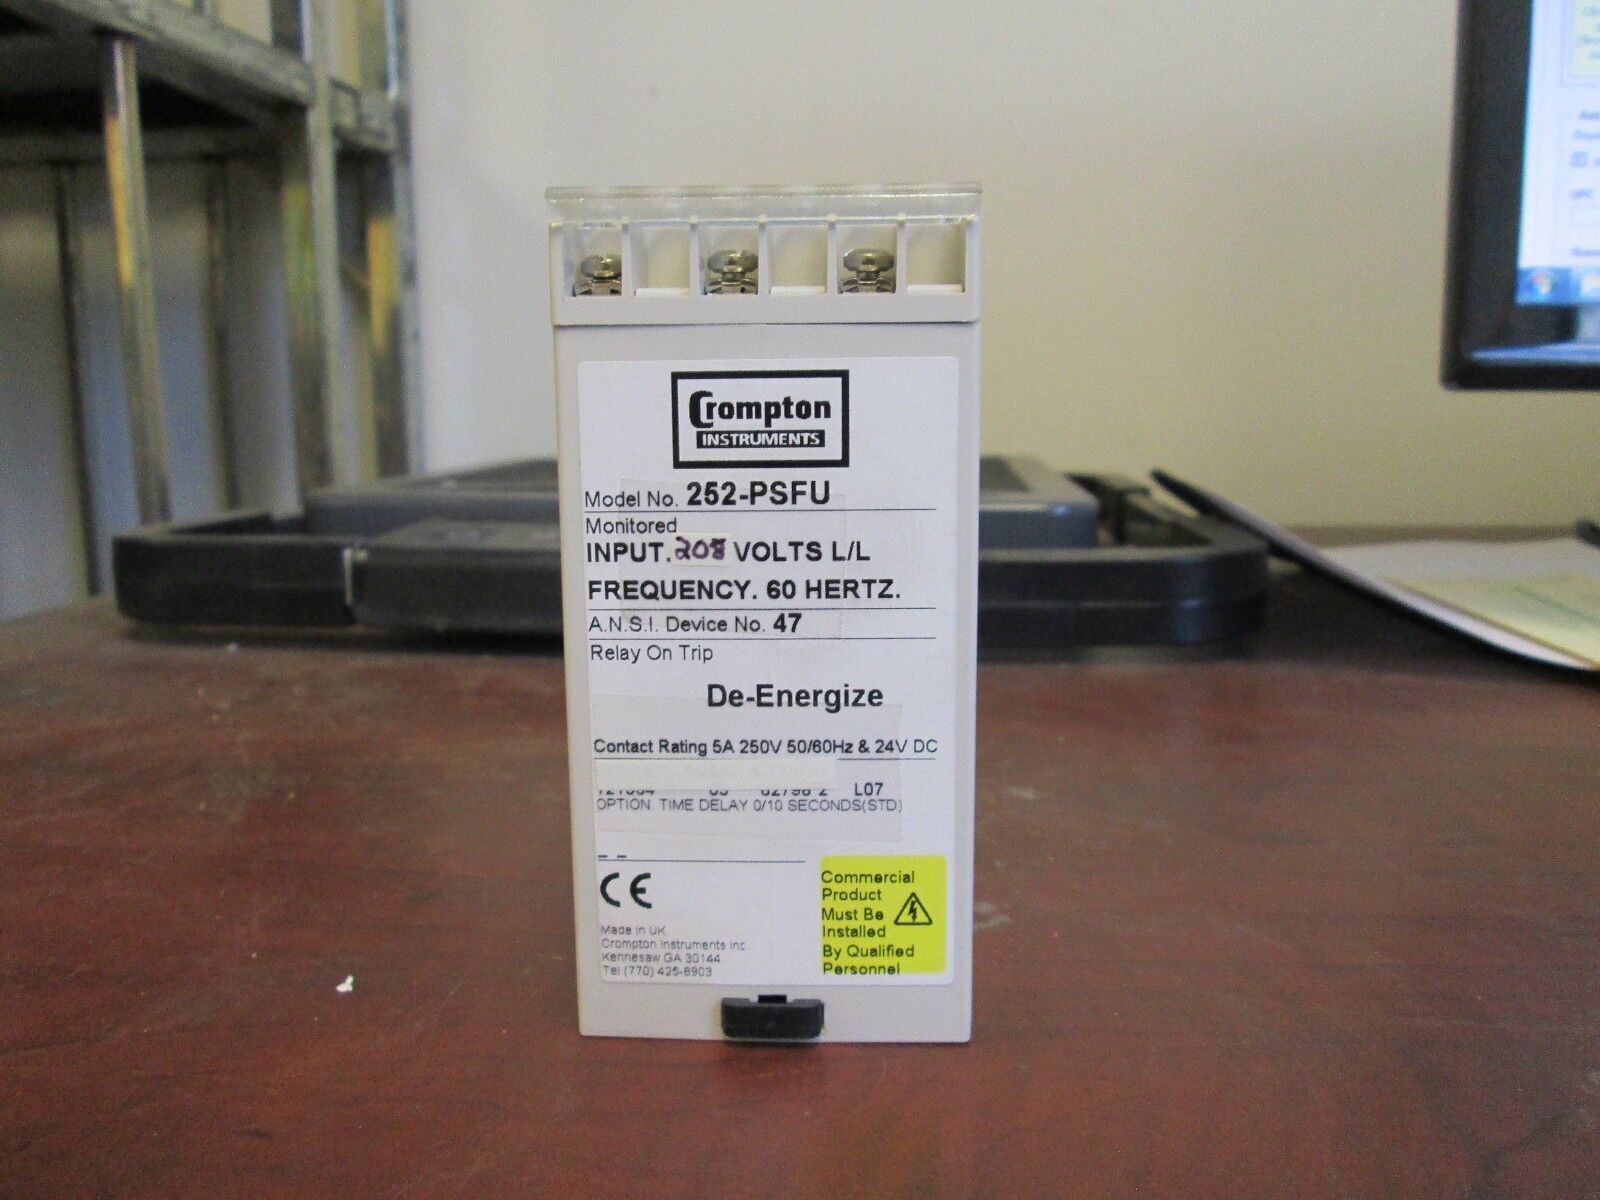 Crompton
INSTRUMENTS
Model No. 252-PSFU
Monitored
INPUT. 208 VOLTS L/L
FREQUENCY. 60 HERTZ.
A.N.S.I. Device No. 47
Relay On Trip
De-Energize
Contact Rating 5A 250V 50/60Hz & 24V DC
L07
OPTION: TIME DELAY 0/10 SECONDS(STD)
CE
Made in UK
Crompton Instruments Inc
Kennesaw GA 30144
Tel (770) 425-8903
Commercial
Product
Must Be
Installed
By Qualified
Personnel